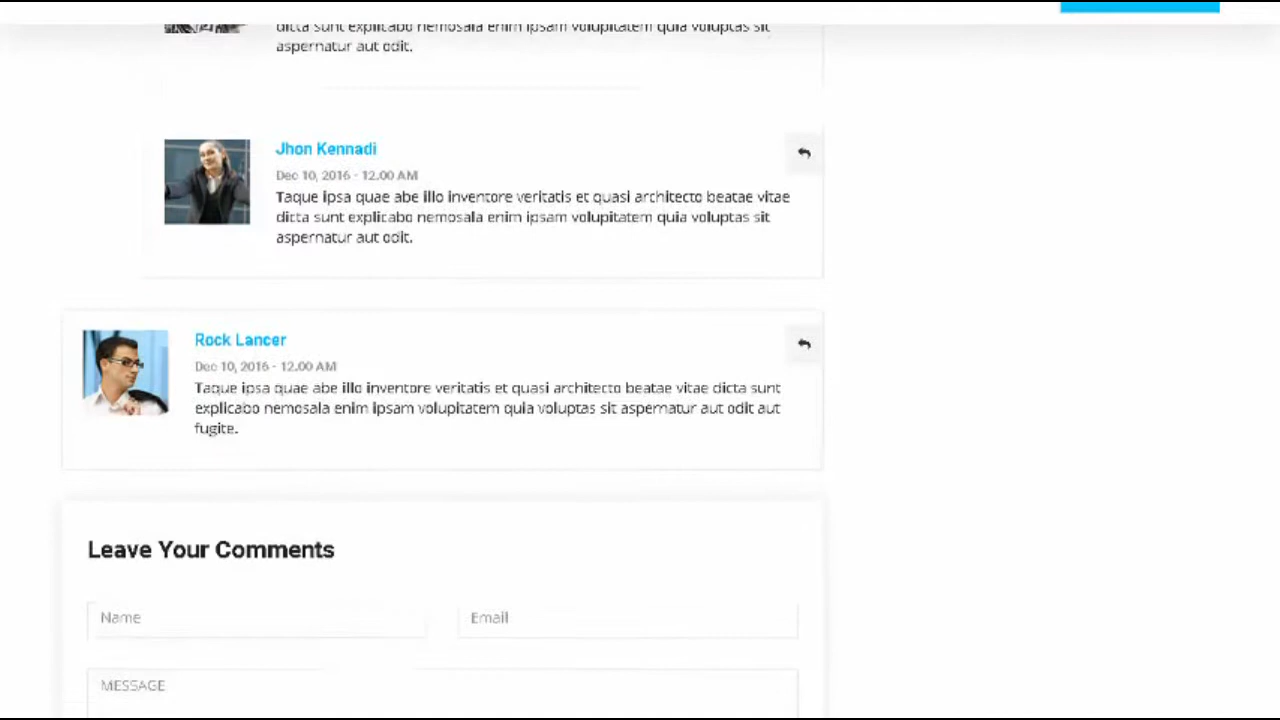 dicta sunt explicabo nemosala enim ipsam volupitatem quia voluptas sit
aspernatur aut odit.
Jhon Kennadi
Dec 10, 2016 - 12.00 AM
Taque ipsa quae abe illo inventore veritatis et quasi architecto beatae vitae
dicta sunt explicabo nemosala enim ipsam volupitatem quia voluptas sit
aspernatur aut odit.
Rock Lancer
Dec 10, 2016 - 12.00 AM
Taque ipsa quae abe illo inventore veritatis et quasi architecto beatae vitae dicta sunt
explicabo nemosala enim ipsam volupitatem quia voluptas sit aspernatur aut odit aut
fugite.
Leave Your Comments
Name
Email
MESSAGE